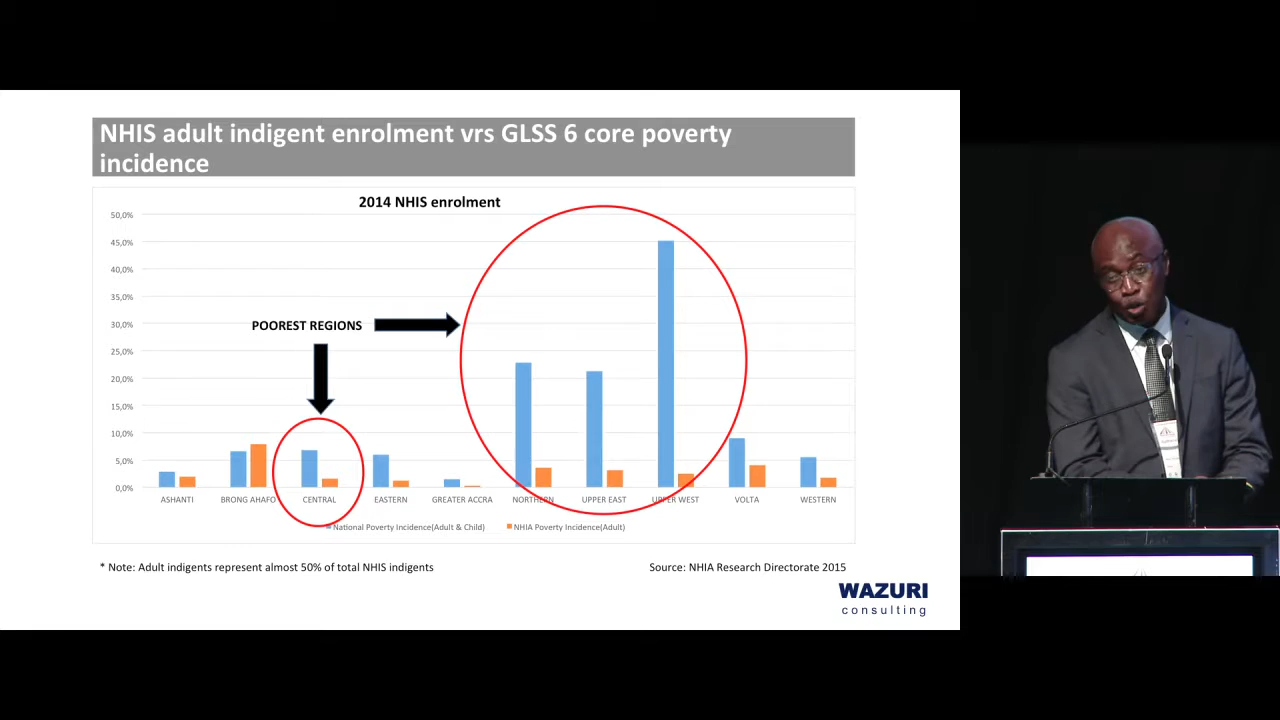 NHIS adult indigent enrolment vrs GLSS 6 core poverty
incidence
2014 NHIS enrolment
50,0%
45,0%
40,0%
35,0%
30,0%
25,0%
20,0%
15,0%
10,0%
5,0%
0,0%
POOREST REGIONS
ASHANTI
BRONG AHAFO
CENTRAL
EASTERN
GREATER ACCRA
NORTHERN
UPPER EAST
UPPER WEST
VOLTA
WESTERN
National Poverty Incidence(Adult & Child)
NHIA Poverty Incidence(Adult)
* Note: Adult indigents represent almost 50% of total NHIS indigents
Source: NHIA Research Directorate 2015
WAZURI
consulting